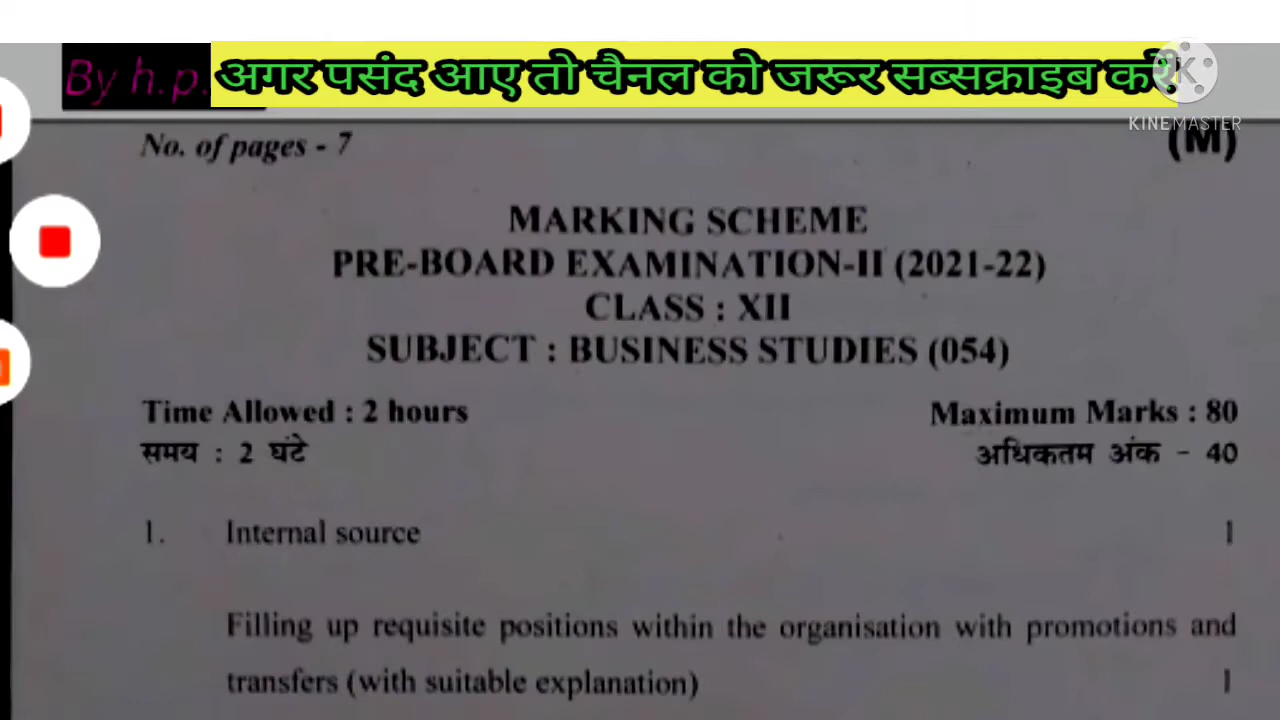 By h.p. अगर पसंद आए तो चैनल को जरूर सब्सक्राइब करें
KINEMASTER
No. of pages - 7 (M)
MARKING SCHEME
PRE-BOARD EXAMINATION-II (2021-22)
CLASS : XII
SUBJECT : BUSINESS STUDIES (054)
Time Allowed : 2 hours Maximum Marks : 80
समय : 2 घंटे अधिकतम अंक - 40
1. Internal source 1
Filling up requisite positions within the organisation with promotions and
transfers (with suitable explanation) 1